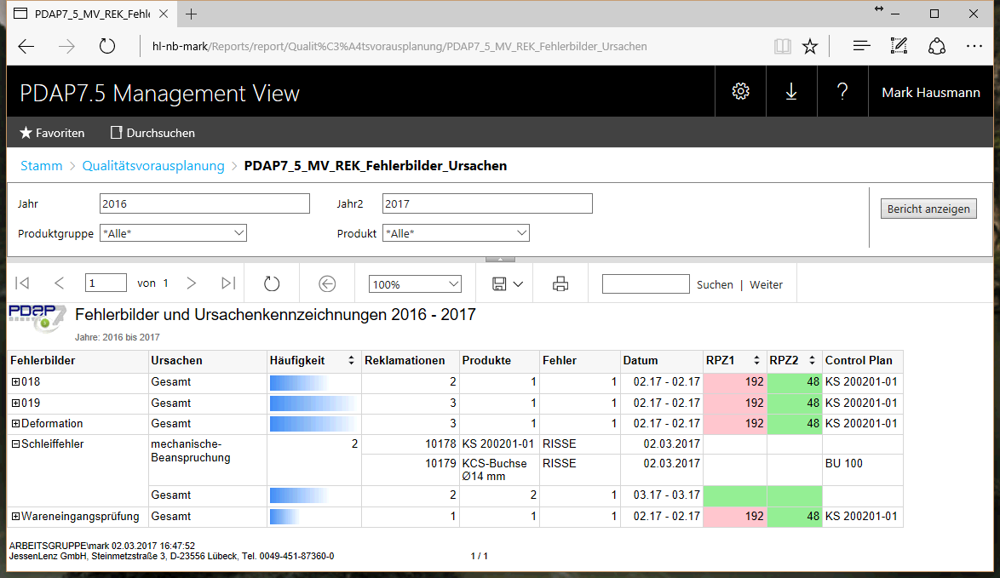 PDAP7_5_MV_REK_Fehle
hl-nb-mark/Reports/report/Qualit%C3%A4tsvorausplanung/PDAP7_5_MV_REK_Fehlerbilder_Ursachen
PDAP7.5 Management View
?
Mark Hausmann
Favoriten Durchsuchen
Stamm > Qualitätsvorausplanung > PDAP7_5_MV_REK_Fehlerbilder_Ursachen
Jahr 2016 Jahr2 2017 Bericht anzeigen
Produktgruppe *Alle* Produkt *Alle*
1 von 1 100% Suchen | Weiter
PDAP 7
Fehlerbilder und Ursachenkennzeichnungen 2016 - 2017
Jahre: 2016 bis 2017
Fehlerbilder Ursachen Häufigkeit Reklamationen Produkte Fehler Datum RPZ1 RPZ2 Control Plan
018 Gesamt 2 1 1 02.17 - 02.17 192 48 KS 200201-01
019 Gesamt 3 1 1 02.17 - 02.17 192 48 KS 200201-01
Deformation Gesamt 3 1 1 02.17 - 02.17 192 48 KS 200201-01
Schleiffehler mechanische- 2 10178 KS 200201-01 RISSE 02.03.2017
Beanspruchung
10179 KCS-Buchse RISSE 02.03.2017 BU 100
Ø14 mm
Gesamt 2 2 1 03.17 - 03.17
Wareneingangsprüfung Gesamt 1 1 1 02.17 - 02.17 192 48 KS 200201-01
ARBEITSGRUPPE\mark 02.03.2017 16:47:52
JessenLenz GmbH, Steinmetzstraße 3, D-23556 Lübeck, Tel. 0049-451-87360-0 1 / 1